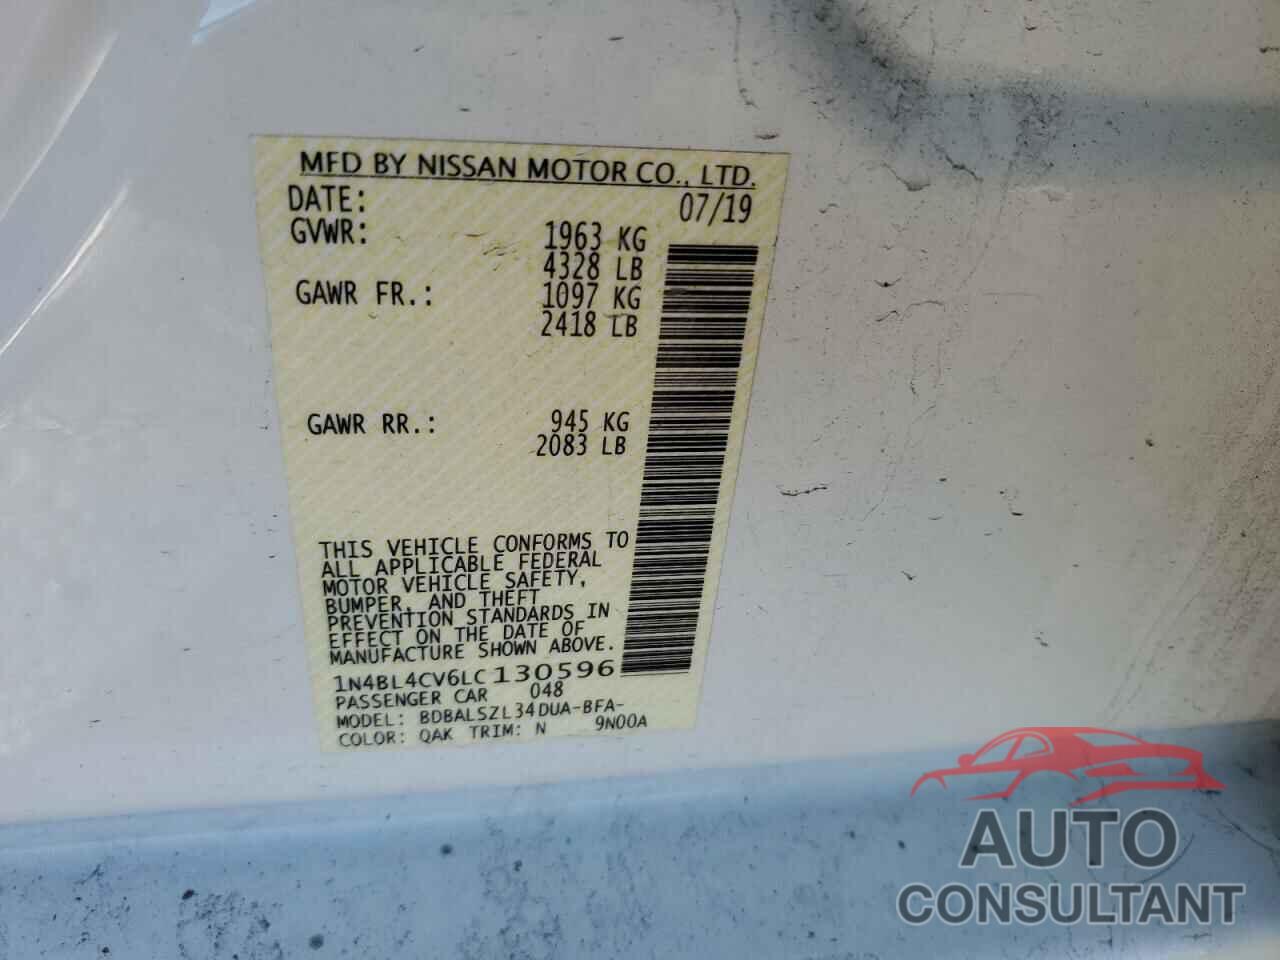 MFD BY NISSAN MOTOR CO., LTD.
DATE: 07/19
GVWR: 1963 KG
4328 LB
GAWR FR.: 1097 KG
2418 LB
GAWR RR.: 945 KG
2083 LB
THIS VEHICLE CONFORMS TO
ALL APPLICABLE FEDERAL
MOTOR VEHICLE SAFETY,
BUMPER, AND THEFT
PREVENTION STANDARDS IN
EFFECT ON THE DATE OF
MANUFACTURE SHOWN ABOVE.
1N4BL4CV6LC130596
PASSENGER CAR 048
MODEL: BDBALSZL34DUA-BFA-
COLOR: QAK TRIM: N 9N00A
AUTO
CONSULTANT